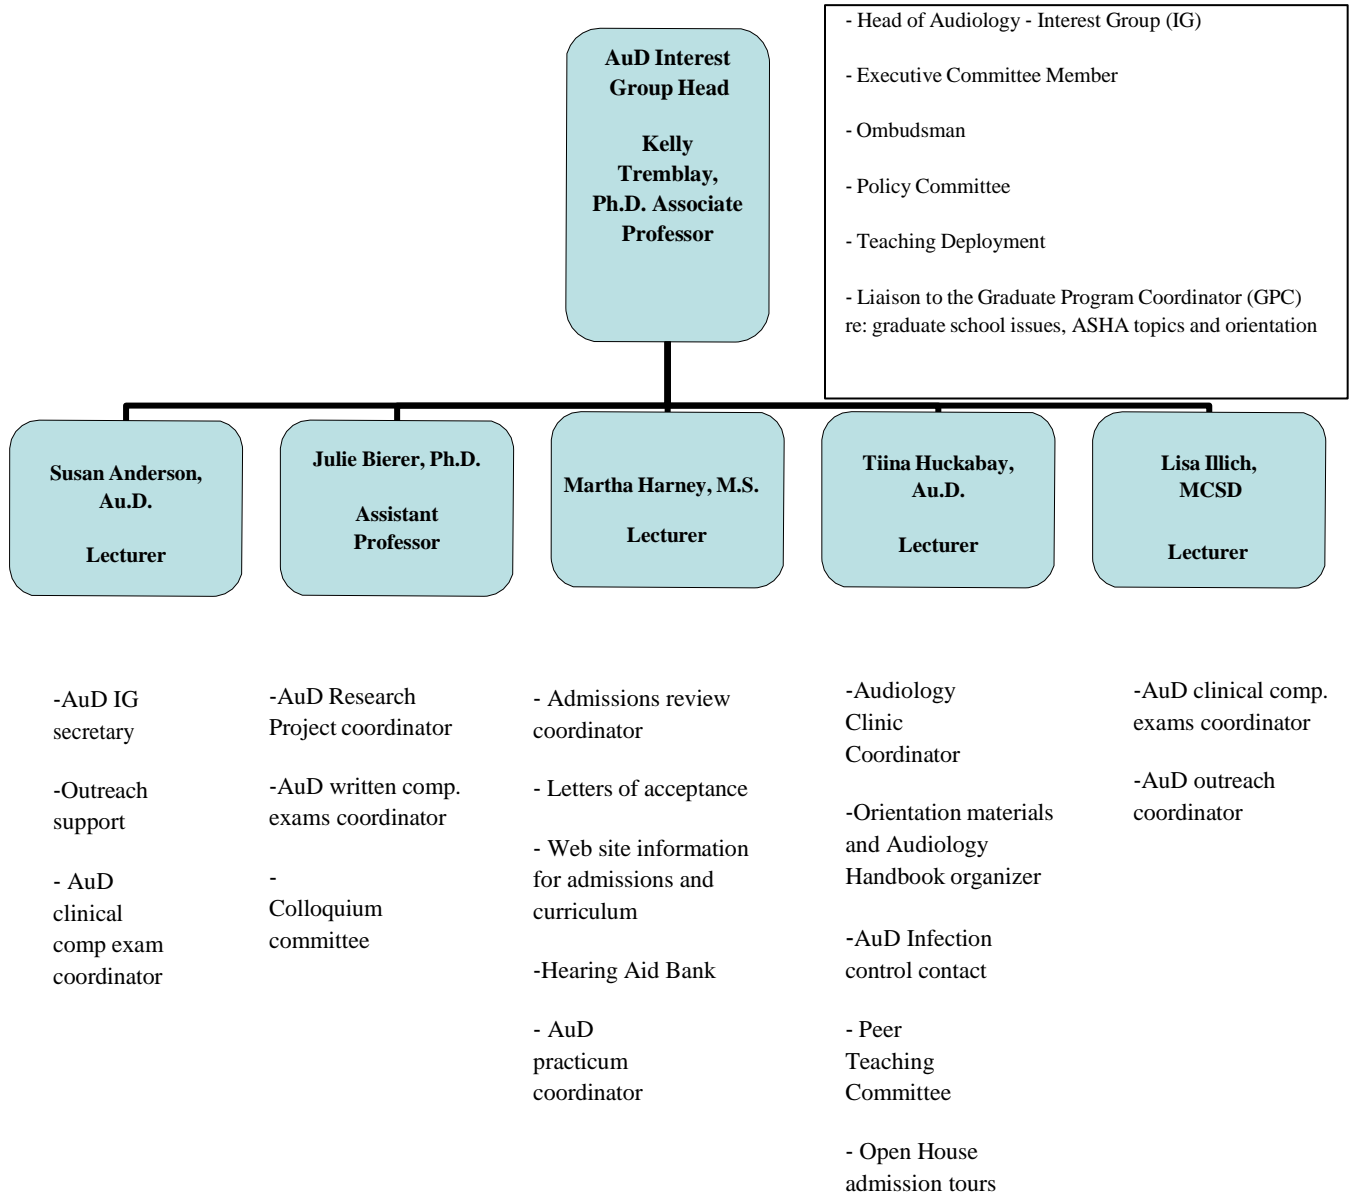 AuD Interest
Group Head
Kelly
Tremblay,
Ph.D. Associate
Professor
- Head of Audiology - Interest Group (IG)
- Executive Committee Member
- Ombudsman
- Policy Committee
- Teaching Deployment
- Liaison to the Graduate Program Coordinator (GPC)
re: graduate school issues, ASHA topics and orientation
Susan Anderson,
Au.D.
Lecturer
Julie Bierer, Ph.D.
Assistant
Professor
Martha Harney, M.S.
Lecturer
Tiina Huckabay,
Au.D.
Lecturer
Lisa Illich,
MCSD
Lecturer
-AuD IG
secretary
-Outreach
support
- AuD
clinical
comp exam
coordinator
-AuD Research
Project coordinator
-AuD written comp.
exams coordinator
-
Colloquium
committee
- Admissions review
coordinator
- Letters of acceptance
- Web site information
for admissions and
curriculum
-Hearing Aid Bank
- AuD
practicum
coordinator
-Audiology
Clinic
Coordinator
-Orientation materials
and Audiology
Handbook organizer
-AuD Infection
control contact
- Peer
Teaching
Committee
- Open House
admission tours
-AuD clinical comp.
exams coordinator
-AuD outreach
coordinator